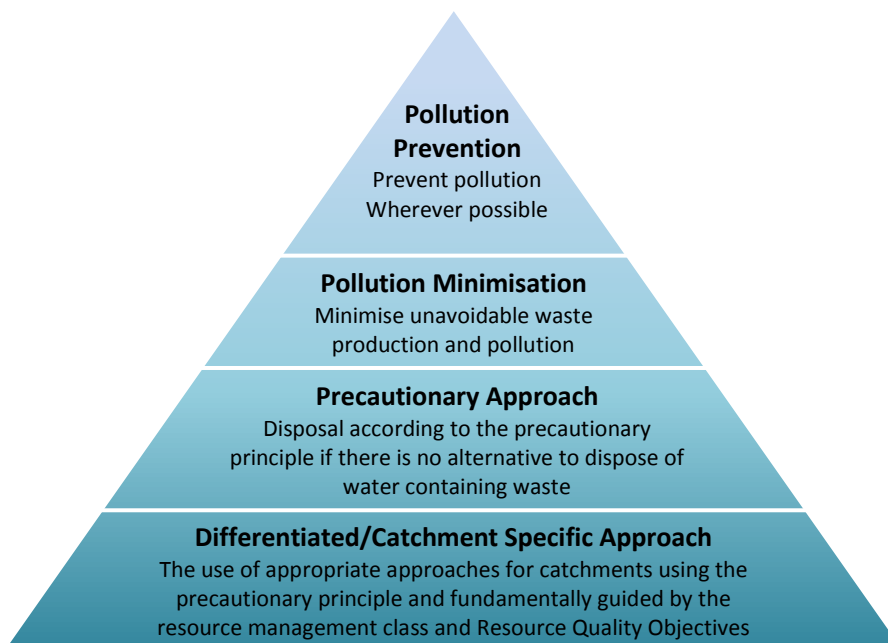 Pollution
Prevention
Prevent pollution
Wherever possible
Pollution Minimisation
Minimise unavoidable waste
production and pollution
Precautionary Approach
Disposal according to the precautionary
principle if there is no alternative to dispose of
water containing waste
Differentiated/Catchment Specific Approach
The use of appropriate approaches for catchments using the
precautionary principle and fundamentally guided by the
resource management class and Resource Quality Objectives